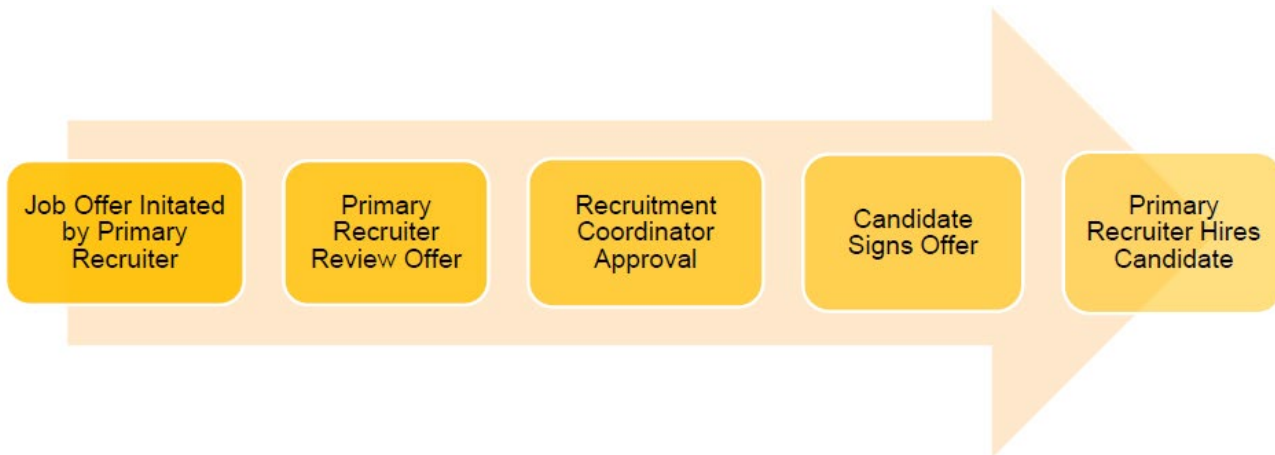 Job Offer Initated
by Primary
Recruiter
Primary
Recruiter
Review Offer
Recruitment
Coordinator
Approval
Candidate
Signs Offer
Primary
Recruiter Hires
Candidate